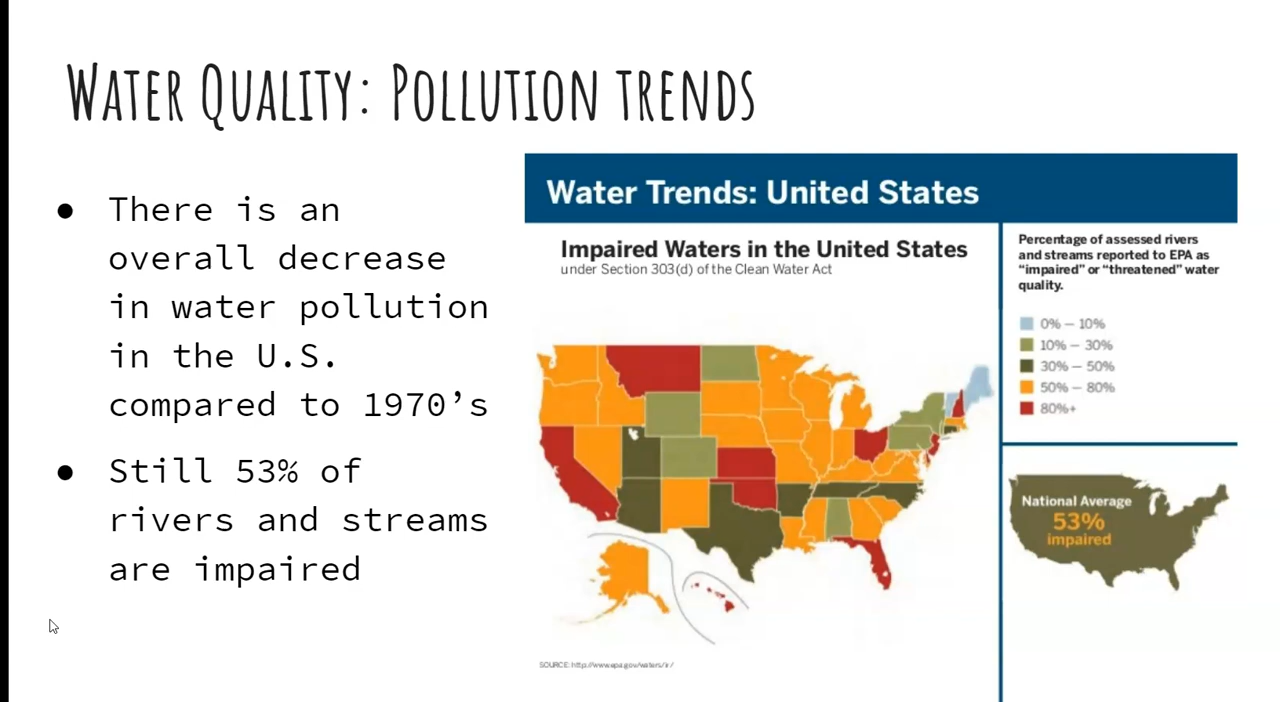 Water Quality: Pollution trends
● There is an
overall decrease
in water pollution
in the U.S.
compared to 1970’s
● Still 53% of
rivers and streams
are impaired
Water Trends: United States
Impaired Waters in the United States
under Section 303(d) of the Clean Water Act
SOURCE: http://www.epa.gov/waters/ir/
Percentage of assessed rivers
and streams reported to EPA as
“impaired” or “threatened” water
quality.
0% – 10%
10% – 30%
30% – 50%
50% – 80%
80%+
National Average
53%
impaired